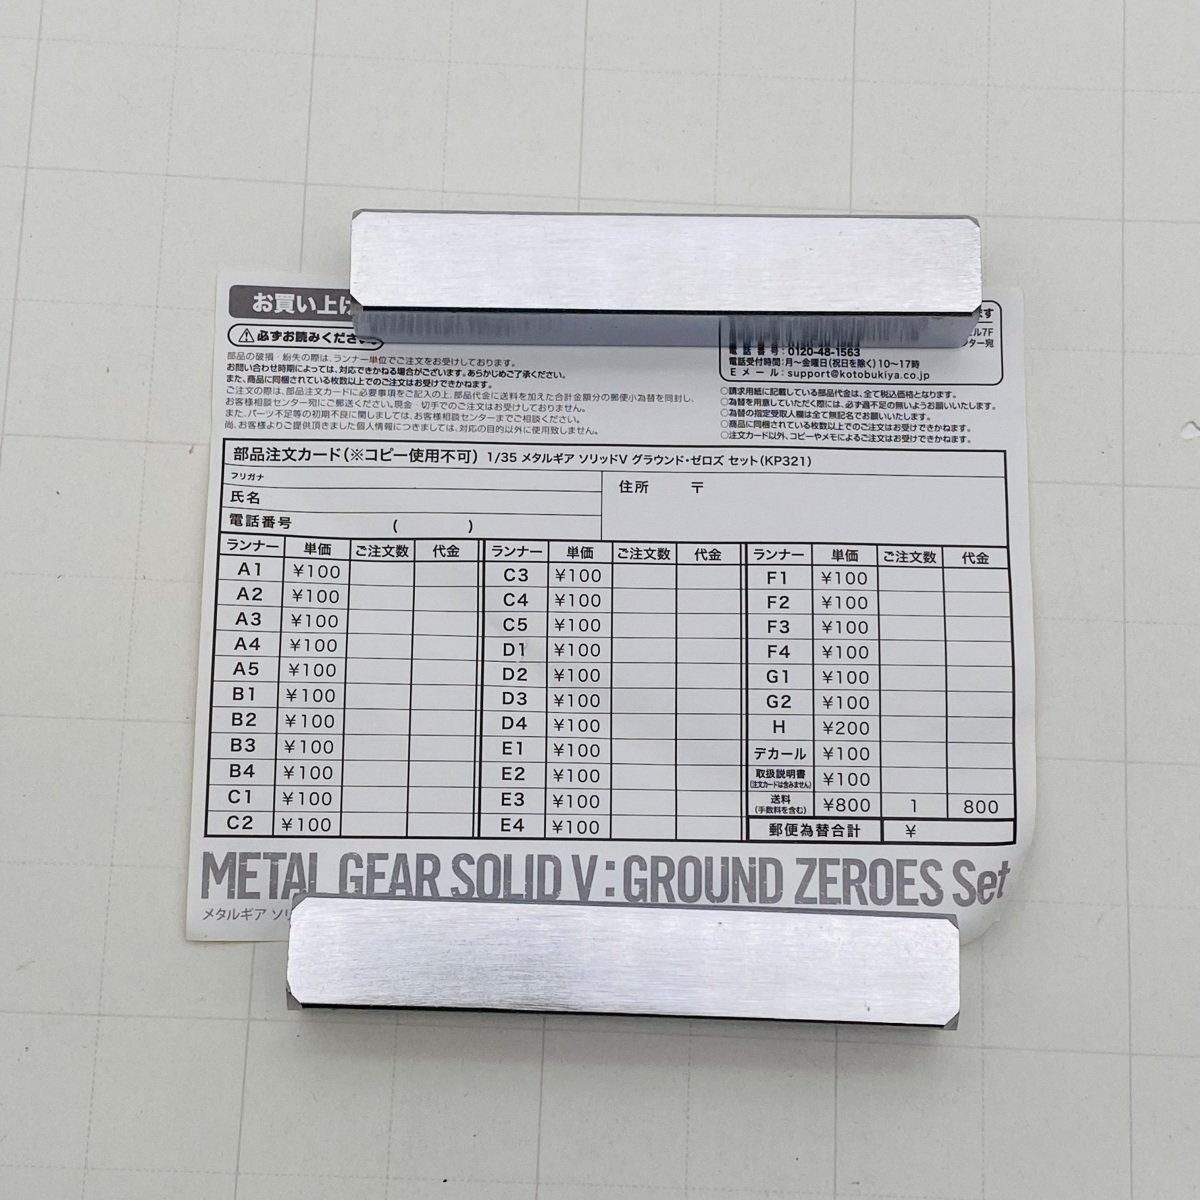 お買い上げ
ます
⚠必ずお読みください
ビル7F
ター宛
電話番号:0120-48-1563
電話受付時間:月~金曜日(祝日を除く)10~17時
Eメール:support@kotobukiya.co.jp
部品の破損・紛失の際は、ランナー単位でご注文をお受けしております。
お問い合わせ時期によっては、対応できかねる場合がございます。あらかじめご了承ください。
また、商品に同梱されている枚数以上でのご注文はお受けできかねます。
ご注文の際は、部品注文カードに必要事項をご記入の上、部品代金に送料を加えた合計金額分の郵便小為替を同封し、
お客様相談センター宛にご郵送ください。現金・切手でのご注文はお受けしておりません。
また、パーツ不足等の初期不良に関しましては、お客様相談センターまでご相談ください。
尚、お客様よりご提供頂きました個人情報につきましては、対応の目的以外に使用致しません。
○請求用紙に記載している部品代金は、全て税込価格となります。
○為替を用意していただく際には、必ず過不足の無いようお願いいたします。
○為替の指定受取人欄は全て無記名でお願いいたします。
○商品に同梱されている枚数以上でのご注文はお受けできかねます。
○注文カード以外、コピーやメモによるご注文はお受けできかねます。
部品注文カード(※コピー使用不可) 1/35 メタルギア ソリッドV グラウンド・ゼロズ セット(KP321)
フリガナ
氏名
電話番号 ( )
住所 〒
ランナー 単価 ご注文数 代金 ランナー 単価 ご注文数 代金 ランナー 単価 ご注文数 代金
A1 ¥100 C3 ¥100 F1 ¥100
A2 ¥100 C4 ¥100 F2 ¥100
A3 ¥100 C5 ¥100 F3 ¥100
A4 ¥100 D1 ¥100 F4 ¥100
A5 ¥100 D2 ¥100 G1 ¥100
B1 ¥100 D3 ¥100 G2 ¥100
B2 ¥100 D4 ¥100 H ¥200
B3 ¥100 E1 ¥100 デカール ¥100
B4 ¥100 E2 ¥100 取扱説明書 (注文カードは含みません) ¥100
C1 ¥100 E3 ¥100 送料 (手数料を含む) ¥800 1 800
C2 ¥100 E4 ¥100 郵便為替合計 ¥
METAL GEAR SOLID V:GROUND ZEROES Set
メタルギア ソリ